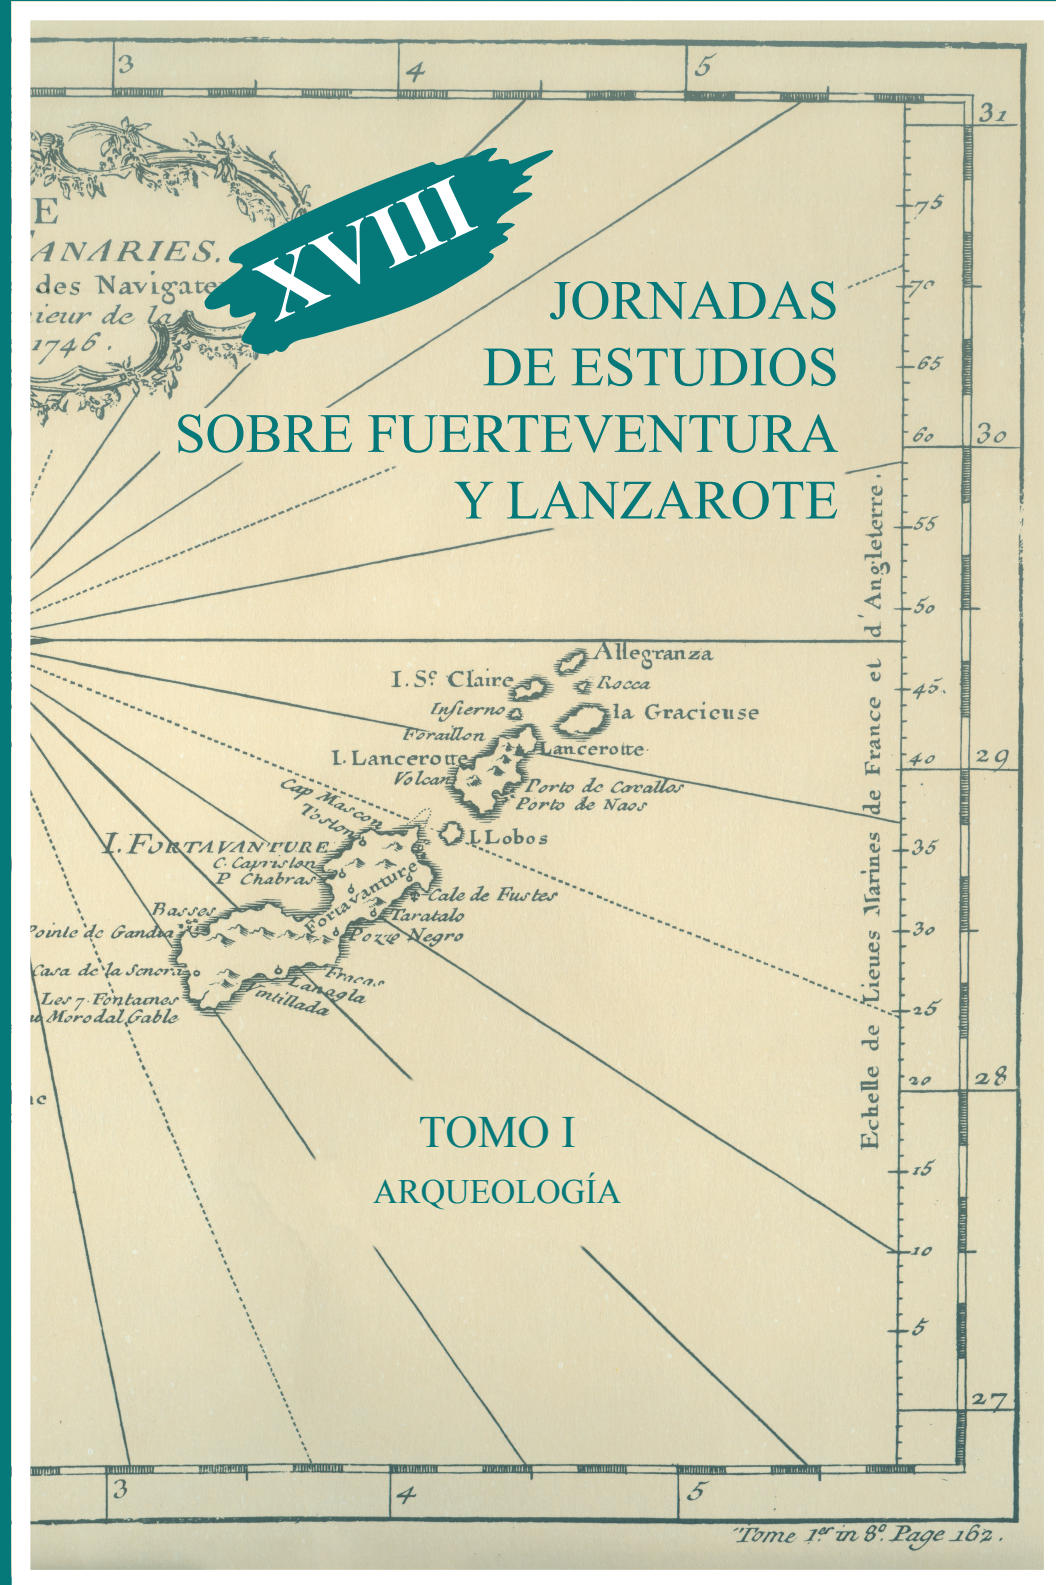 3 4 5
31
E
ANARIES.
des Navigate
ieur de la
1746.
XVIII
JORNADAS
DE ESTUDIOS
SOBRE FUERTEVENTURA
Y LANZAROTE
75
70
65
60 30
55
50
45.
40 29
35
30
25
20 28
15
10
5
27
Echelle de Lieues Marines de France et d'Angleterre.
Allegranza
I. Sᵉ Claire
Rocca
Infierno
la Gracieuse
Foraillon
Lancerotte
I. Lancerotte
Volcan
Porto de Cavallos
Porto de Naos
Cap Mascon
Toston
I. Lobos
I. FORTAVANTURE
C. Capriston
P Chabras
Fortavanture
Cale de Fustes
Basses
Taratalo
Pointe de Gandia
Pozzo Negro
Casa de la Senora
Fracas
Lanagla
Les 7 Fontaines
Morodal Gable
TOMO I
ARQUEOLOGÍA
3 4 5
Tome 1.er in 8º. Page 162.